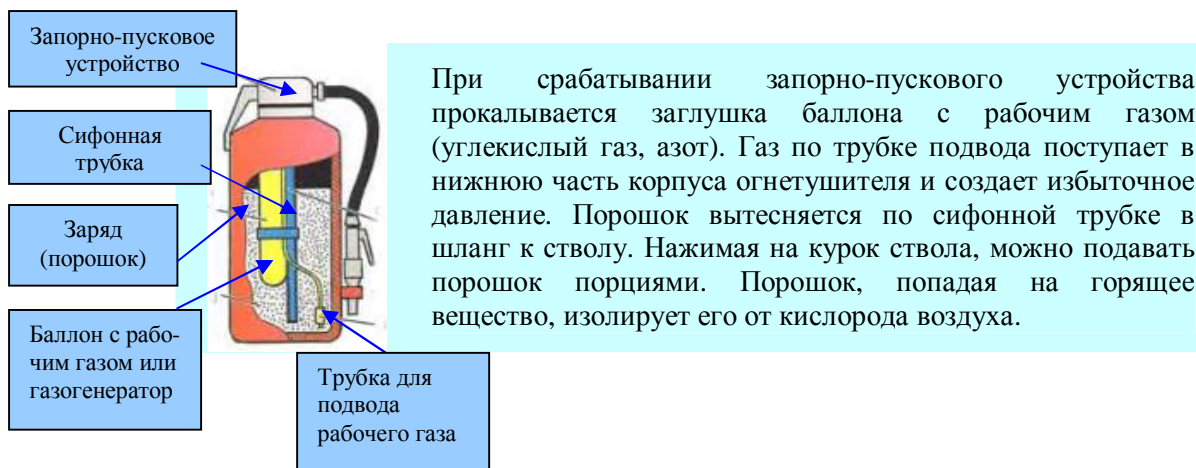 Запорно-пусковое
устройство
Сифонная
трубка
Заряд
(порошок)
Баллон с рабо-
чим газом или
газогенератор
Трубка для
подвода
рабочего газа
При срабатывании запорно-пускового устройства
прокалывается заглушка баллона с рабочим газом
(углекислый газ, азот). Газ по трубке подвода поступает в
нижнюю часть корпуса огнетушителя и создает избыточное
давление. Порошок вытесняется по сифонной трубке в
шланг к стволу. Нажимая на курок ствола, можно подавать
порошок порциями. Порошок, попадая на горящее
вещество, изолирует его от кислорода воздуха.